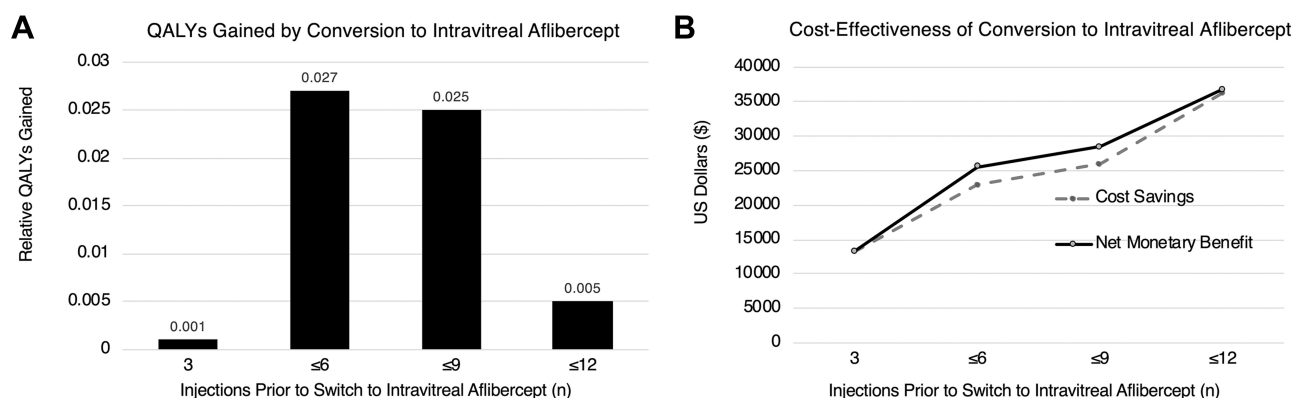 A
QALYs Gained by Conversion to Intravitreal Aflibercept
Relative QALYs Gained
0.03
0.025
0.02
0.015
0.01
0.005
0
0.001
0.027
0.025
0.005
3
≤6
≤9
≤12
Injections Prior to Switch to Intravitreal Aflibercept (n)
B
Cost-Effectiveness of Conversion to Intravitreal Aflibercept
US Dollars ($)
40000
35000
30000
25000
20000
15000
10000
5000
0
Cost Savings
Net Monetary Benefit
3
≤6
≤9
≤12
Injections Prior to Switch to Intravitreal Aflibercept (n)